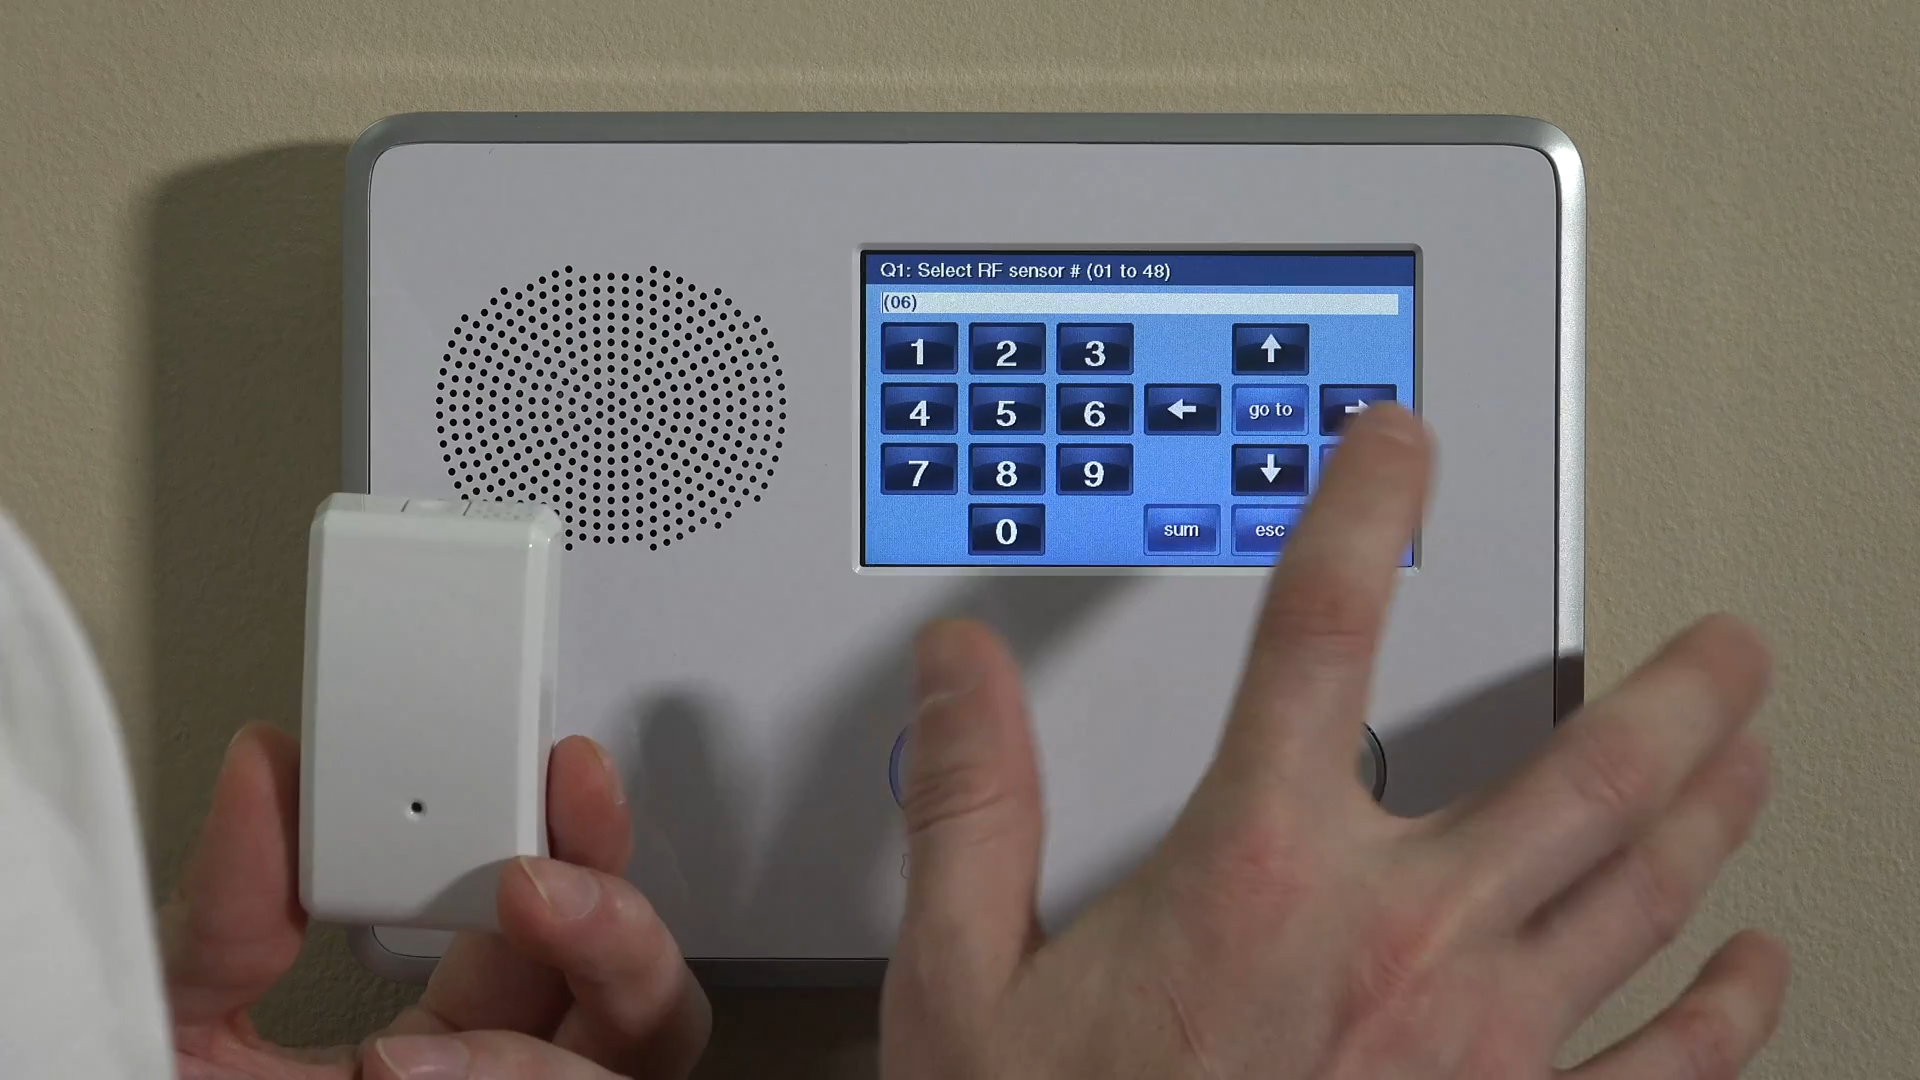 Q1: Select RF sensor # (01 to 48)
(06)
1 2 3
4 5 6 go to
7 8 9
0 sum esc